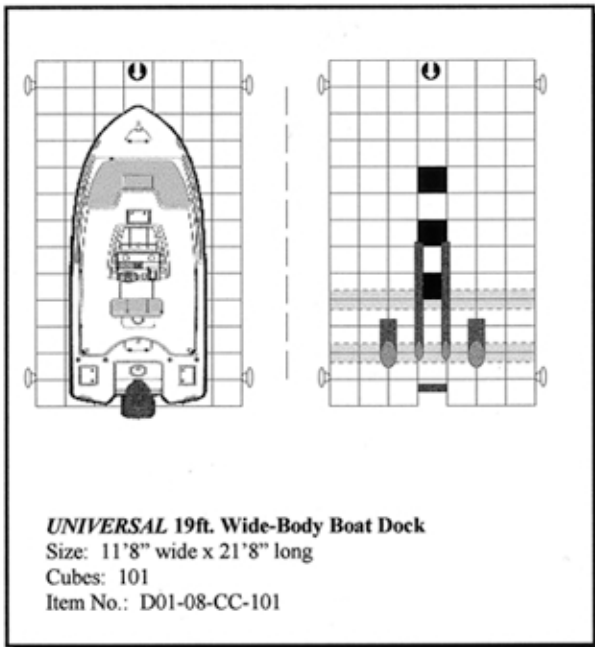 UNIVERSAL 19ft. Wide-Body Boat Dock
Size: 11'8” wide x 21'8” long
Cubes: 101
Item No.: D01-08-CC-101